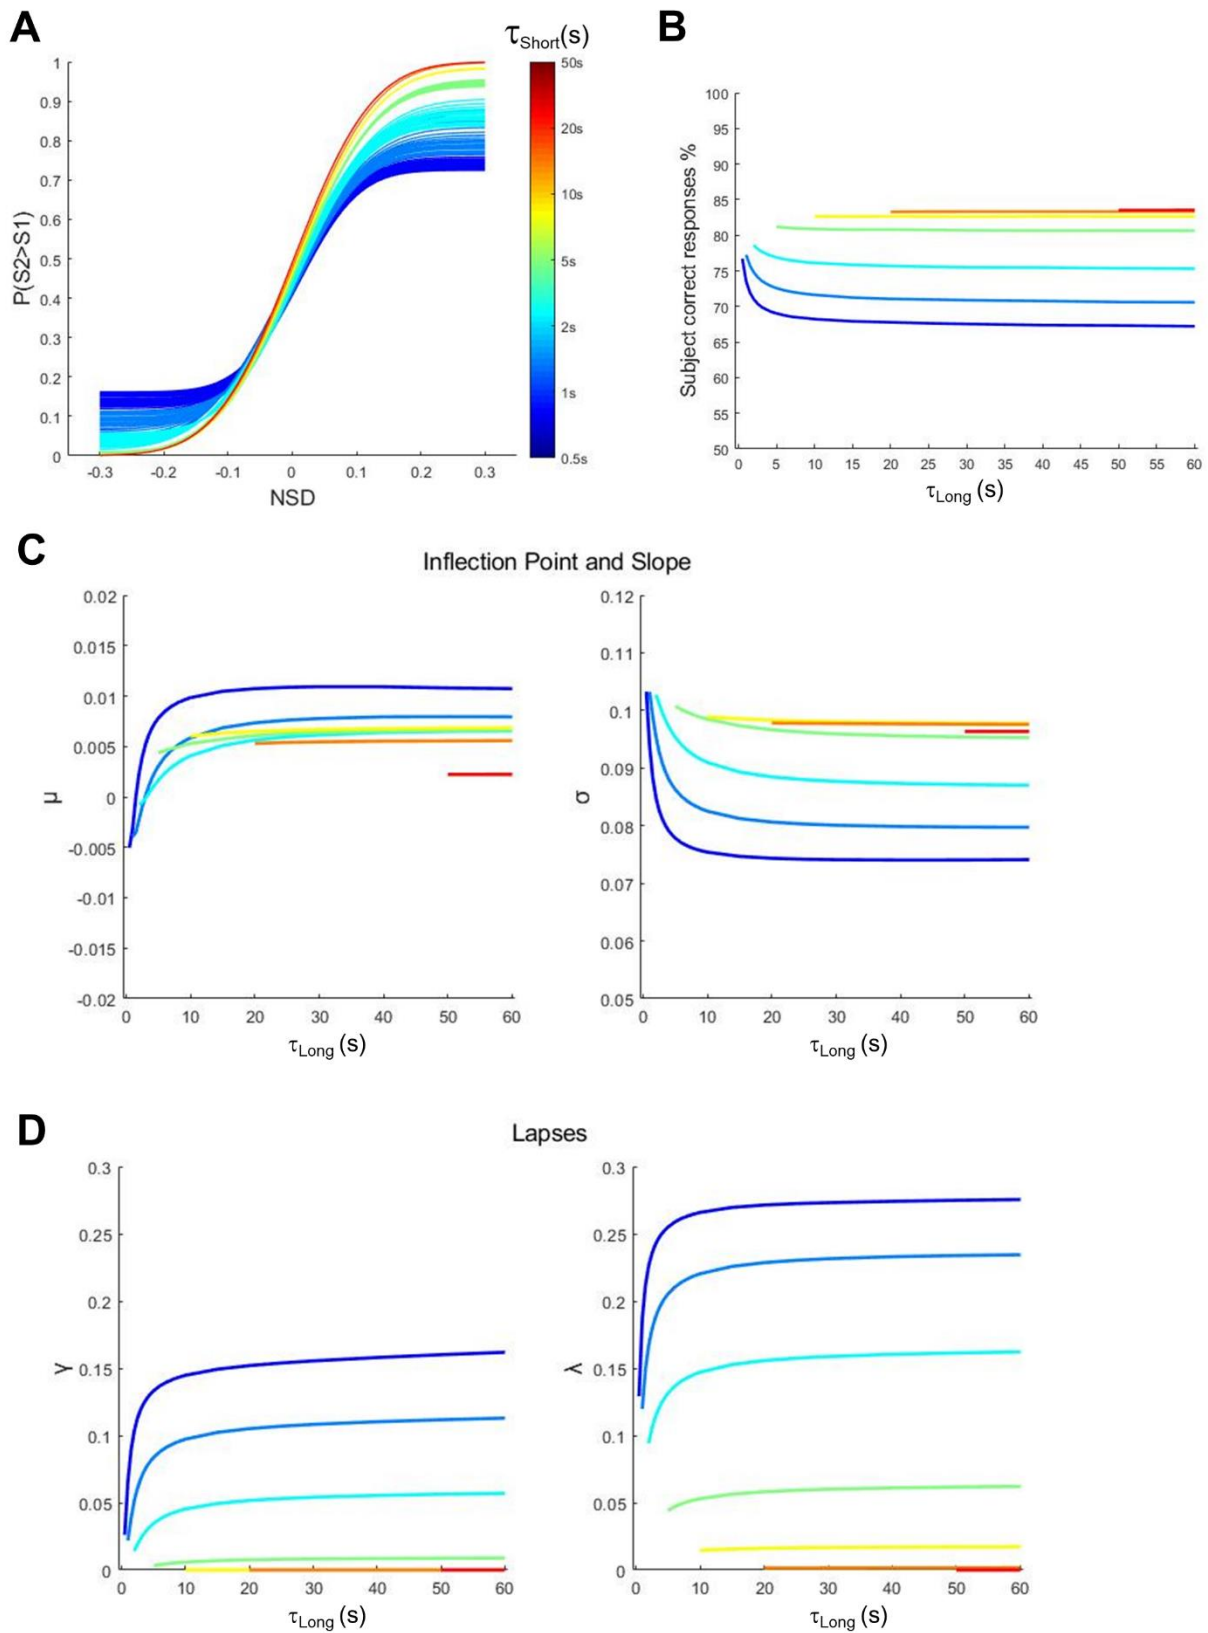 A
τShort(s)
B
1
0.9
0.8
0.7
0.6
0.5
0.4
0.3
0.2
0.1
0
P(S2>S1)
-0.3 -0.2 -0.1 0 0.1 0.2 0.3
NSD
50s
20s
10s
5s
2s
1s
0.5s
100
95
90
85
80
75
70
65
60
55
50
Subject correct responses %
0 5 10 15 20 25 30 35 40 45 50 55 60
τLong (s)
C
Inflection Point and Slope
0.02
0.015
0.01
0.005
0
-0.005
-0.01
-0.015
-0.02
μ
0 10 20 30 40 50 60
τLong (s)
0.12
0.11
0.1
0.09
0.08
0.07
0.06
0.05
σ
0 10 20 30 40 50 60
τLong (s)
D
Lapses
0.3
0.25
0.2
0.15
0.1
0.05
0
γ
0 10 20 30 40 50 60
τLong (s)
0.3
0.25
0.2
0.15
0.1
0.05
0
λ
0 10 20 30 40 50 60
τLong (s)